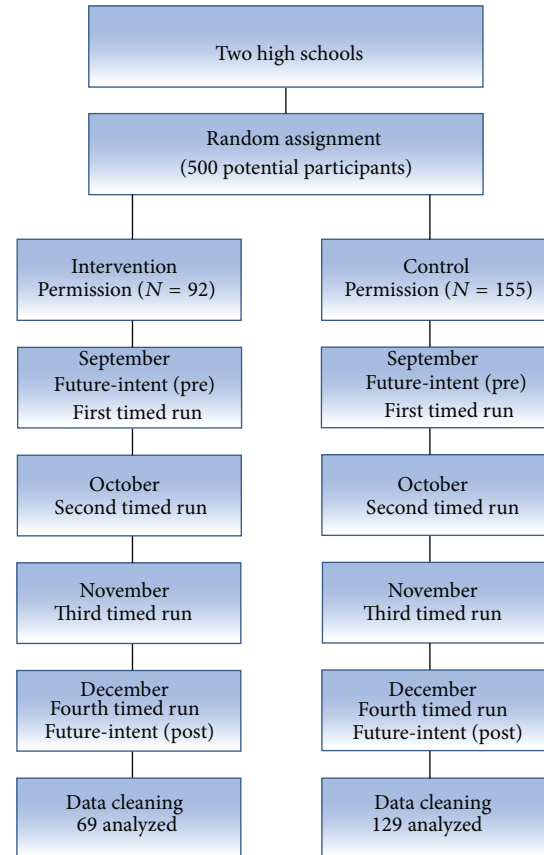 Two high schools
Random assignment
(500 potential participants)
Intervention
Permission (N = 92)
September
Future-intent (pre)
First timed run
October
Second timed run
November
Third timed run
December
Fourth timed run
Future-intent (post)
Data cleaning
69 analyzed
Control
Permission (N = 155)
September
Future-intent (pre)
First timed run
October
Second timed run
November
Third timed run
December
Fourth timed run
Future-intent (post)
Data cleaning
129 analyzed